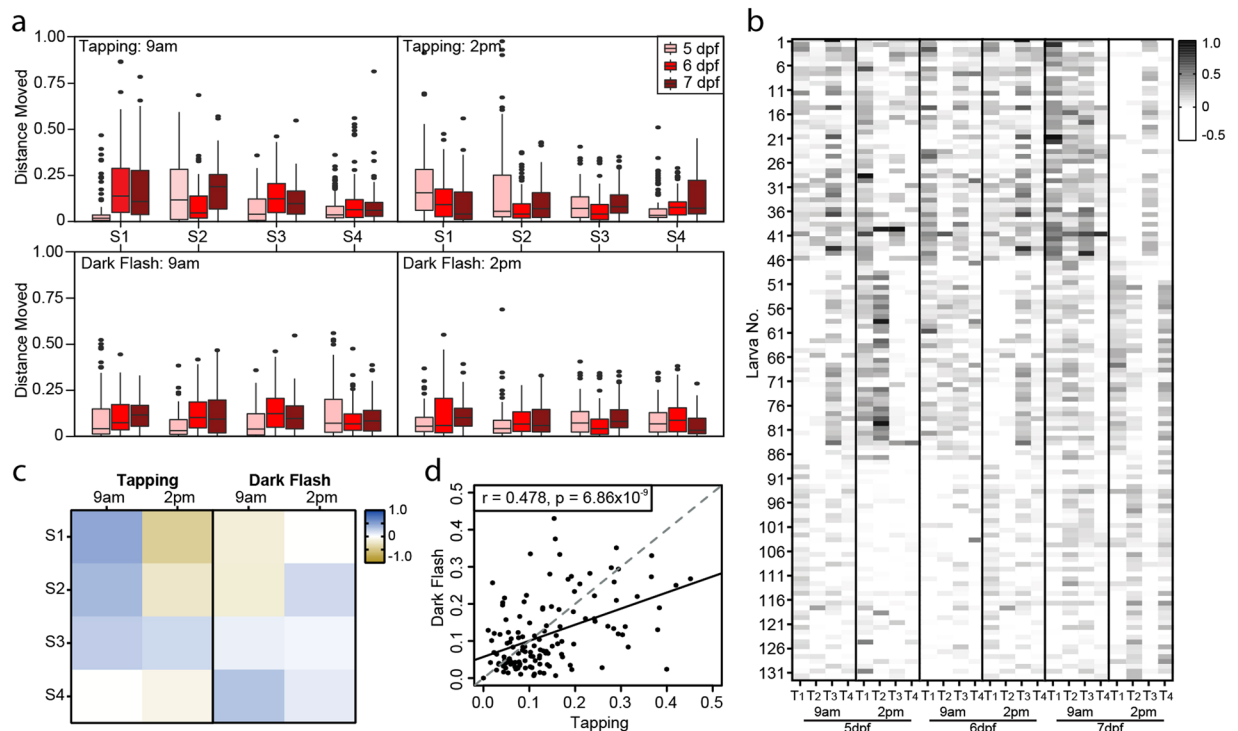 a
Tapping: 9am
Tapping: 2pm
5 dpf
6 dpf
7 dpf
1.00
0.75
0.50
0.25
0
Distance Moved
S1 S2 S3 S4 S1 S2 S3 S4
Dark Flash: 9am
Dark Flash: 2pm
1.00
0.75
0.50
0.25
0
Distance Moved
b
1
6
11
16
21
26
31
36
41
46
51
56
61
66
71
76
81
86
91
96
101
106
111
116
121
126
131
Larva No.
1.0
0.5
0
-0.5
T1 T2 T3 T4 T1 T2 T3 T4 T1 T2 T3 T4 T1 T2 T3 T4 T1 T2 T3 T4 T1 T2 T3 T4
9am 2pm 9am 2pm 9am 2pm
5dpf 6dpf 7dpf
c
Tapping Dark Flash
9am 2pm 9am 2pm
S1
S2
S3
S4
1.0
0
-1.0
d
r = 0.478, p = 6.86x10-9
0.5
0.4
0.3
0.2
0.1
0.0
Dark Flash
0.0 0.1 0.2 0.3 0.4 0.5
Tapping